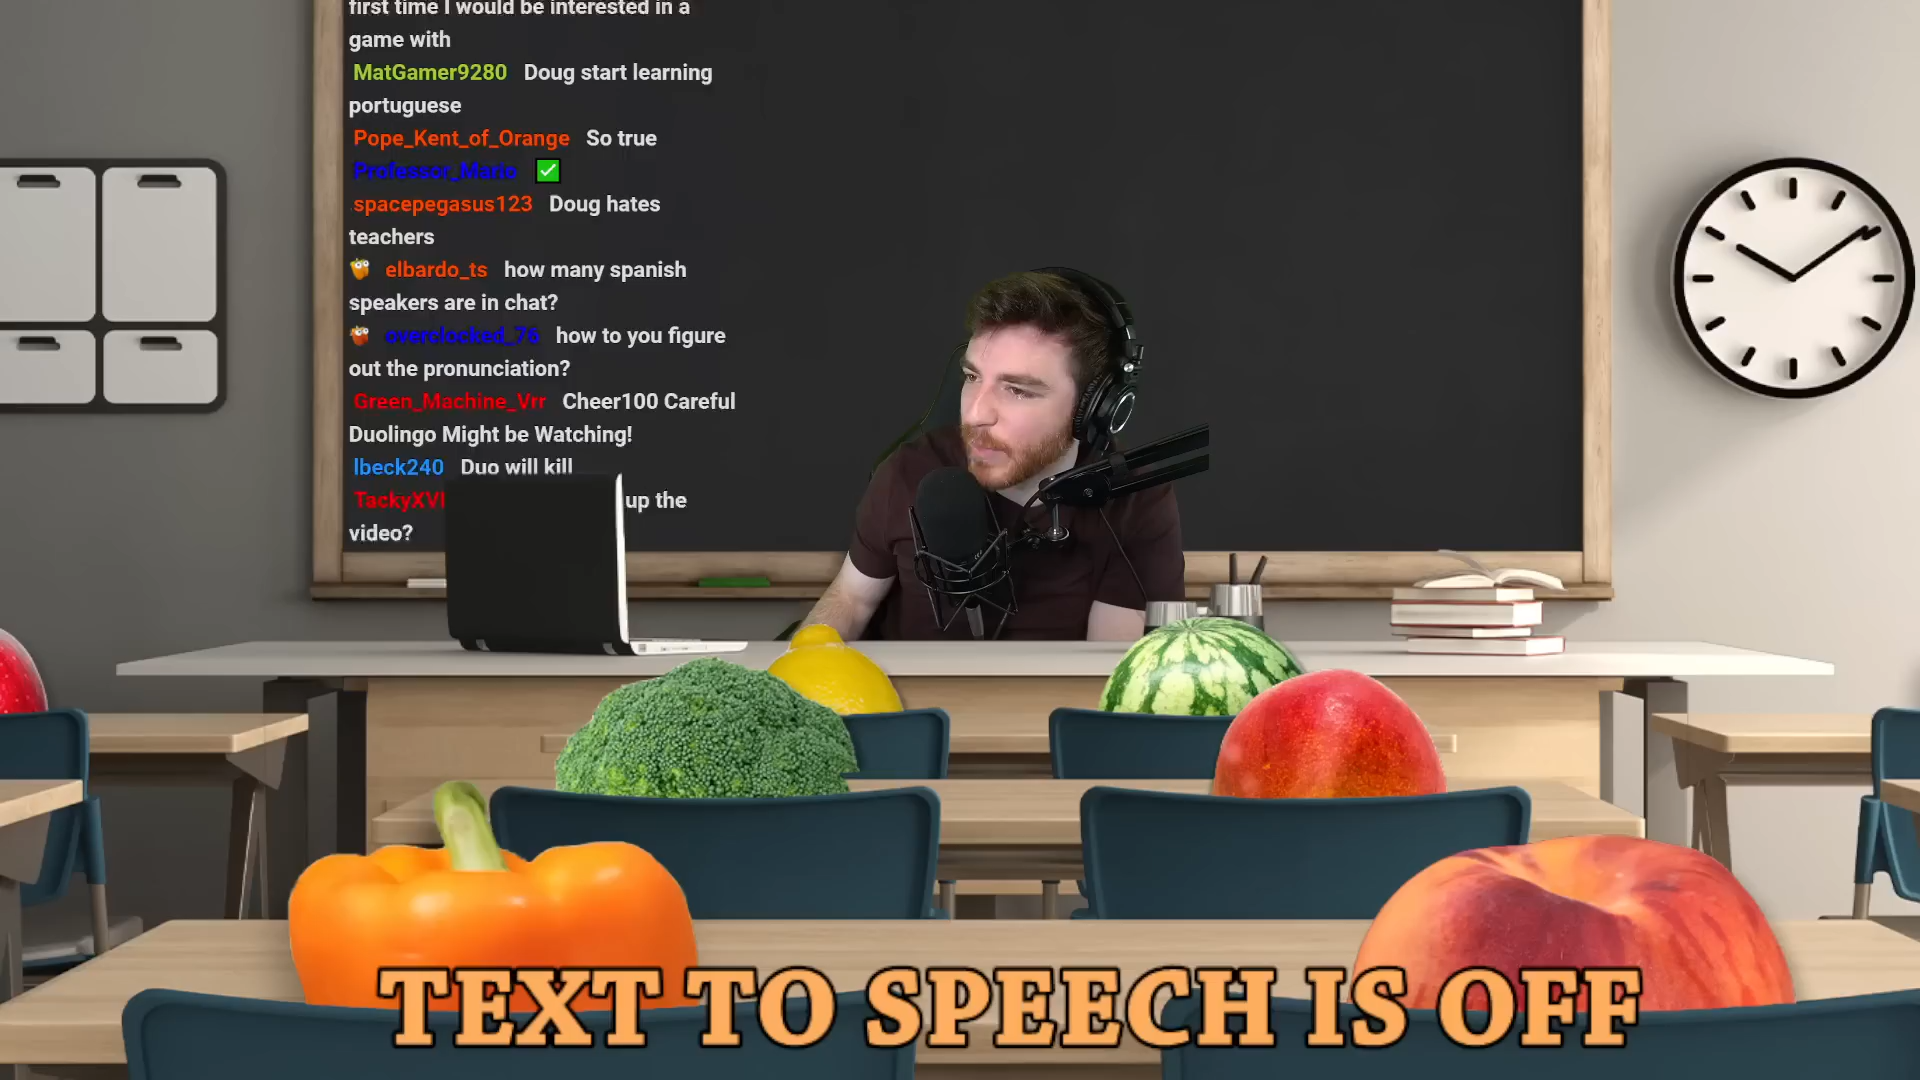 first time I would be interested in a
game with
MatGamer9280 Doug start learning
portuguese
Pope_Kent_of_Orange So true
Professor_Mario ✅
spacepegasus123 Doug hates
teachers
elbardo_ts how many spanish
speakers are in chat?
overclocked_76 how to you figure
out the pronunciation?
Green_Machine_Vrr Cheer100 Careful
Duolingo Might be Watching!
lbeck240 Duo will kill
up the
video?
TEXT TO SPEECH IS OFF